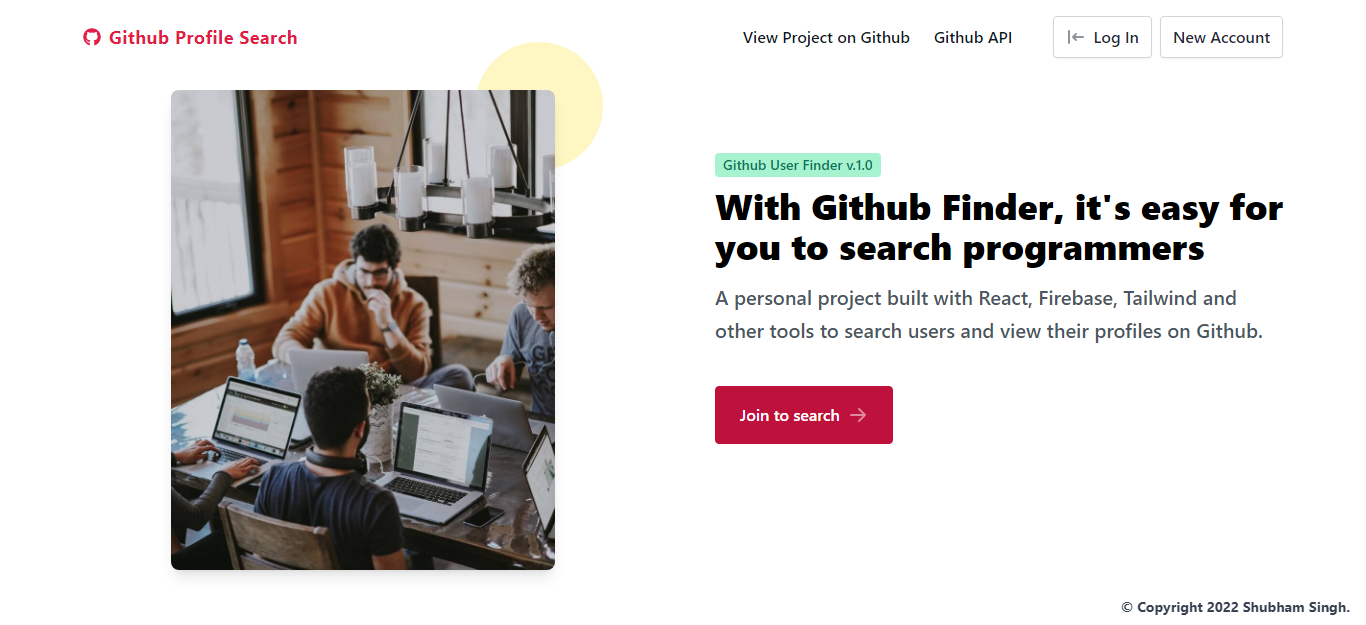 Github Profile Search
View Project on Github
Github API
Log In
New Account
Github User Finder v.1.0
With Github Finder, it's easy for
you to search programmers
A personal project built with React, Firebase, Tailwind and
other tools to search users and view their profiles on Github.
Join to search
© Copyright 2022 Shubham Singh.